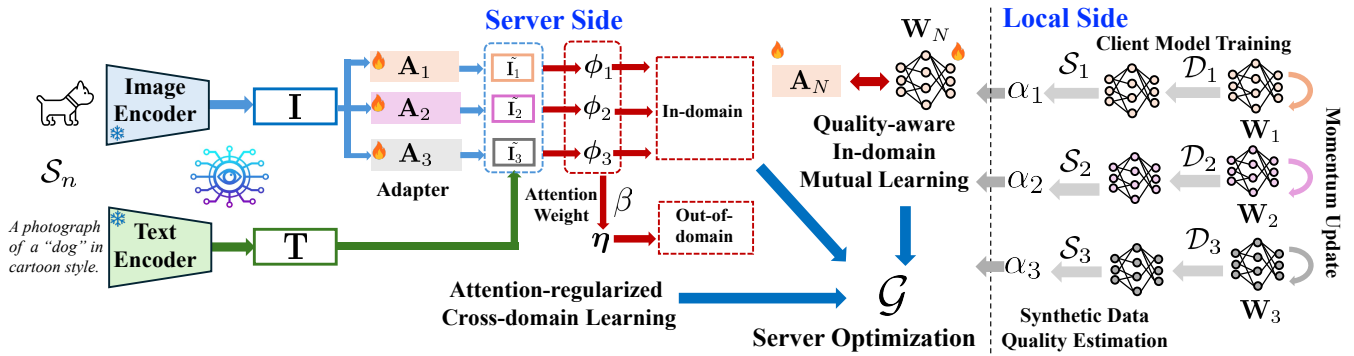 Server Side
Local Side
Image
Encoder
I
A₁
A₂
A₃
Adapter
Ĩ₁
Ĩ₂
Ĩ₃
ϕ₁
ϕ₂
ϕ₃
In-domain
Attention
Weight
β
η
Out-of-
domain
𝒮ₙ
A photograph
of a “dog” in
cartoon style.
Text
Encoder
T
W_N
A_N
Quality-aware
In-domain
Mutual Learning
Attention-regularized
Cross-domain Learning
𝒢
Server Optimization
Client Model Training
α₁
𝒮₁
𝒟₁
W₁
α₂
𝒮₂
𝒟₂
W₂
α₃
𝒮₃
𝒟₃
W₃
Momentum Update
Synthetic Data
Quality Estimation